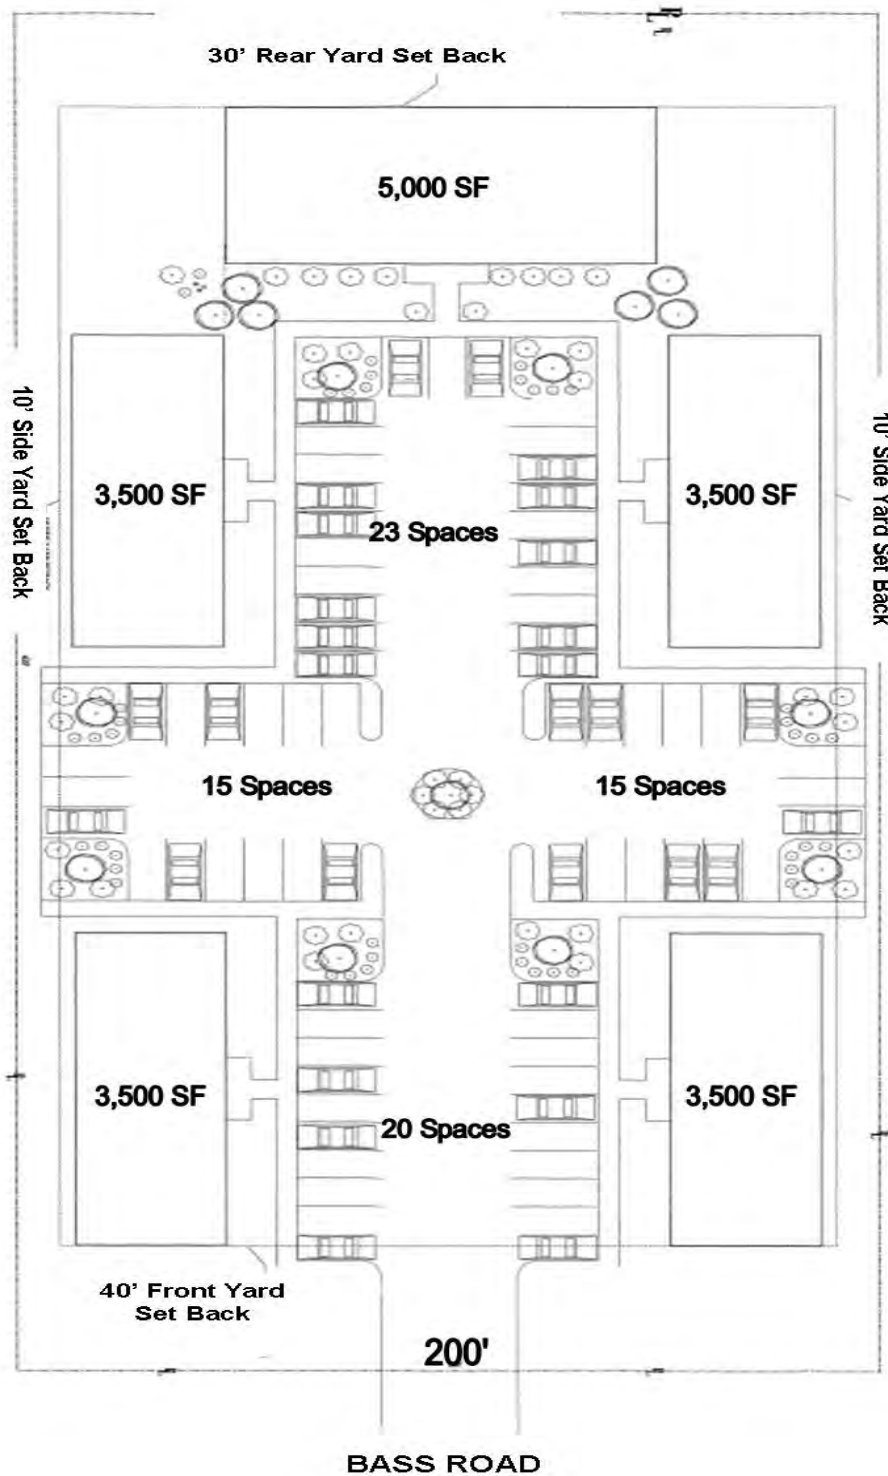 30' Rear Yard Set Back
5,000 SF
10' Side Yard Set Back
3,500 SF
23 Spaces
3,500 SF
10' Side Yard Set Back
15 Spaces
15 Spaces
3,500 SF
20 Spaces
3,500 SF
40' Front Yard
Set Back
200'
BASS ROAD